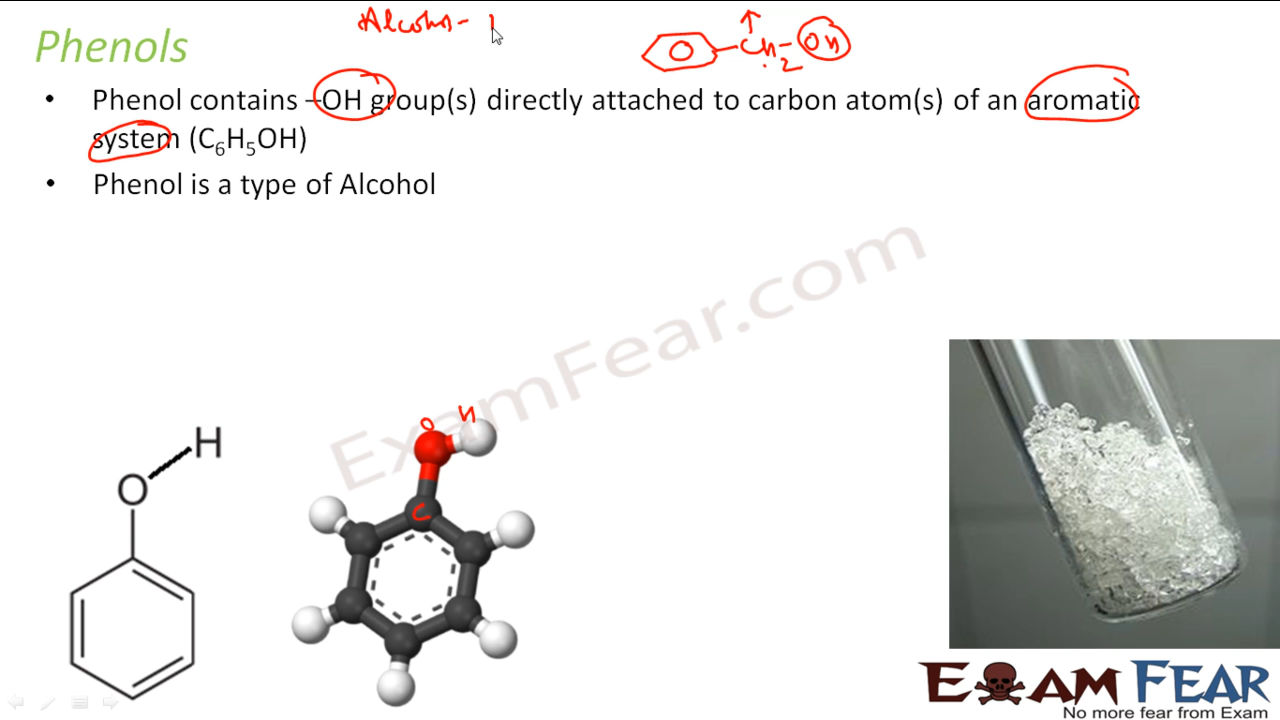 Alcohol -
Phenols
CH2 - OH
• Phenol contains –OH group(s) directly attached to carbon atom(s) of an aromatic
system (C6H5OH)
• Phenol is a type of Alcohol
ExamFear.com
H
O
O H
C
EXAM FEAR
No more fear from Exam